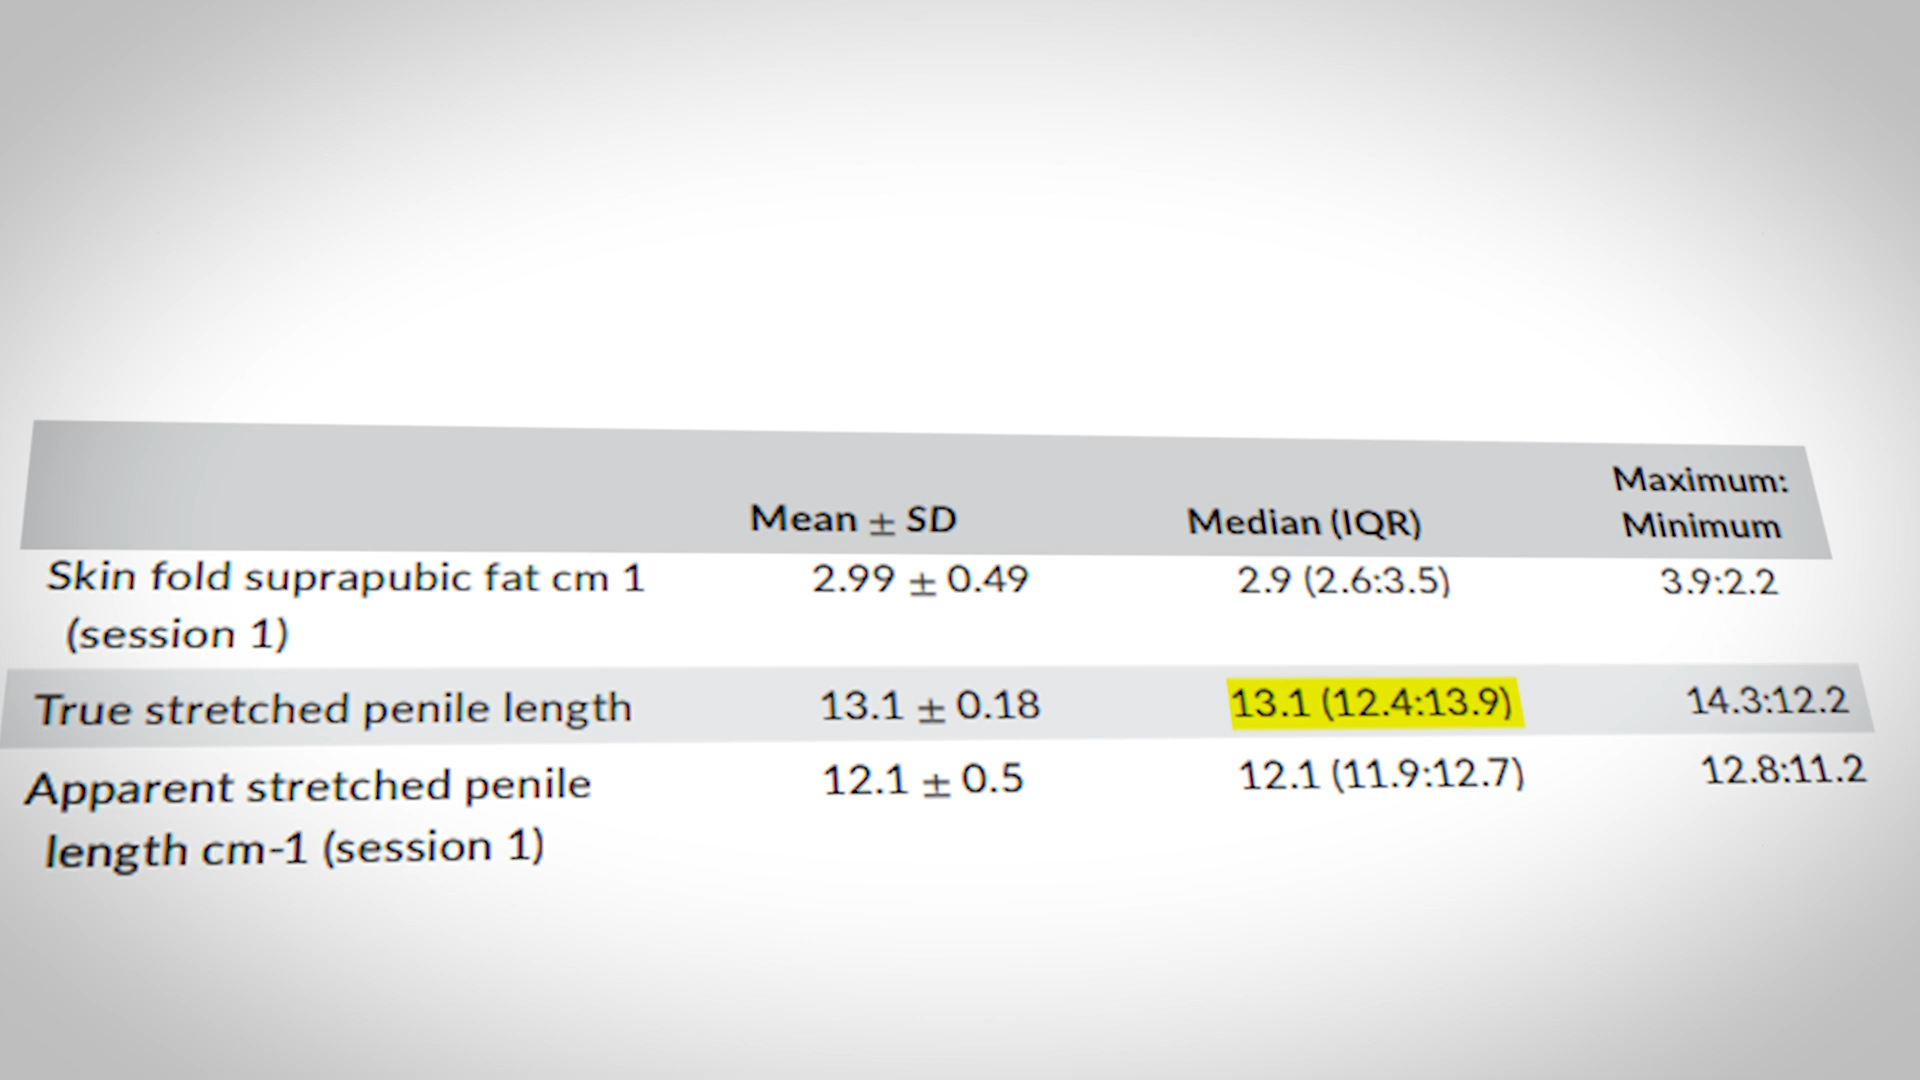 Mean ± SD Median (IQR) Maximum:
Minimum
Skin fold suprapubic fat cm 1 2.99 ± 0.49 2.9 (2.6:3.5) 3.9:2.2
(session 1)
True stretched penile length 13.1 ± 0.18 13.1 (12.4:13.9) 14.3:12.2
Apparent stretched penile 12.1 ± 0.5 12.1 (11.9:12.7) 12.8:11.2
length cm-1 (session 1)